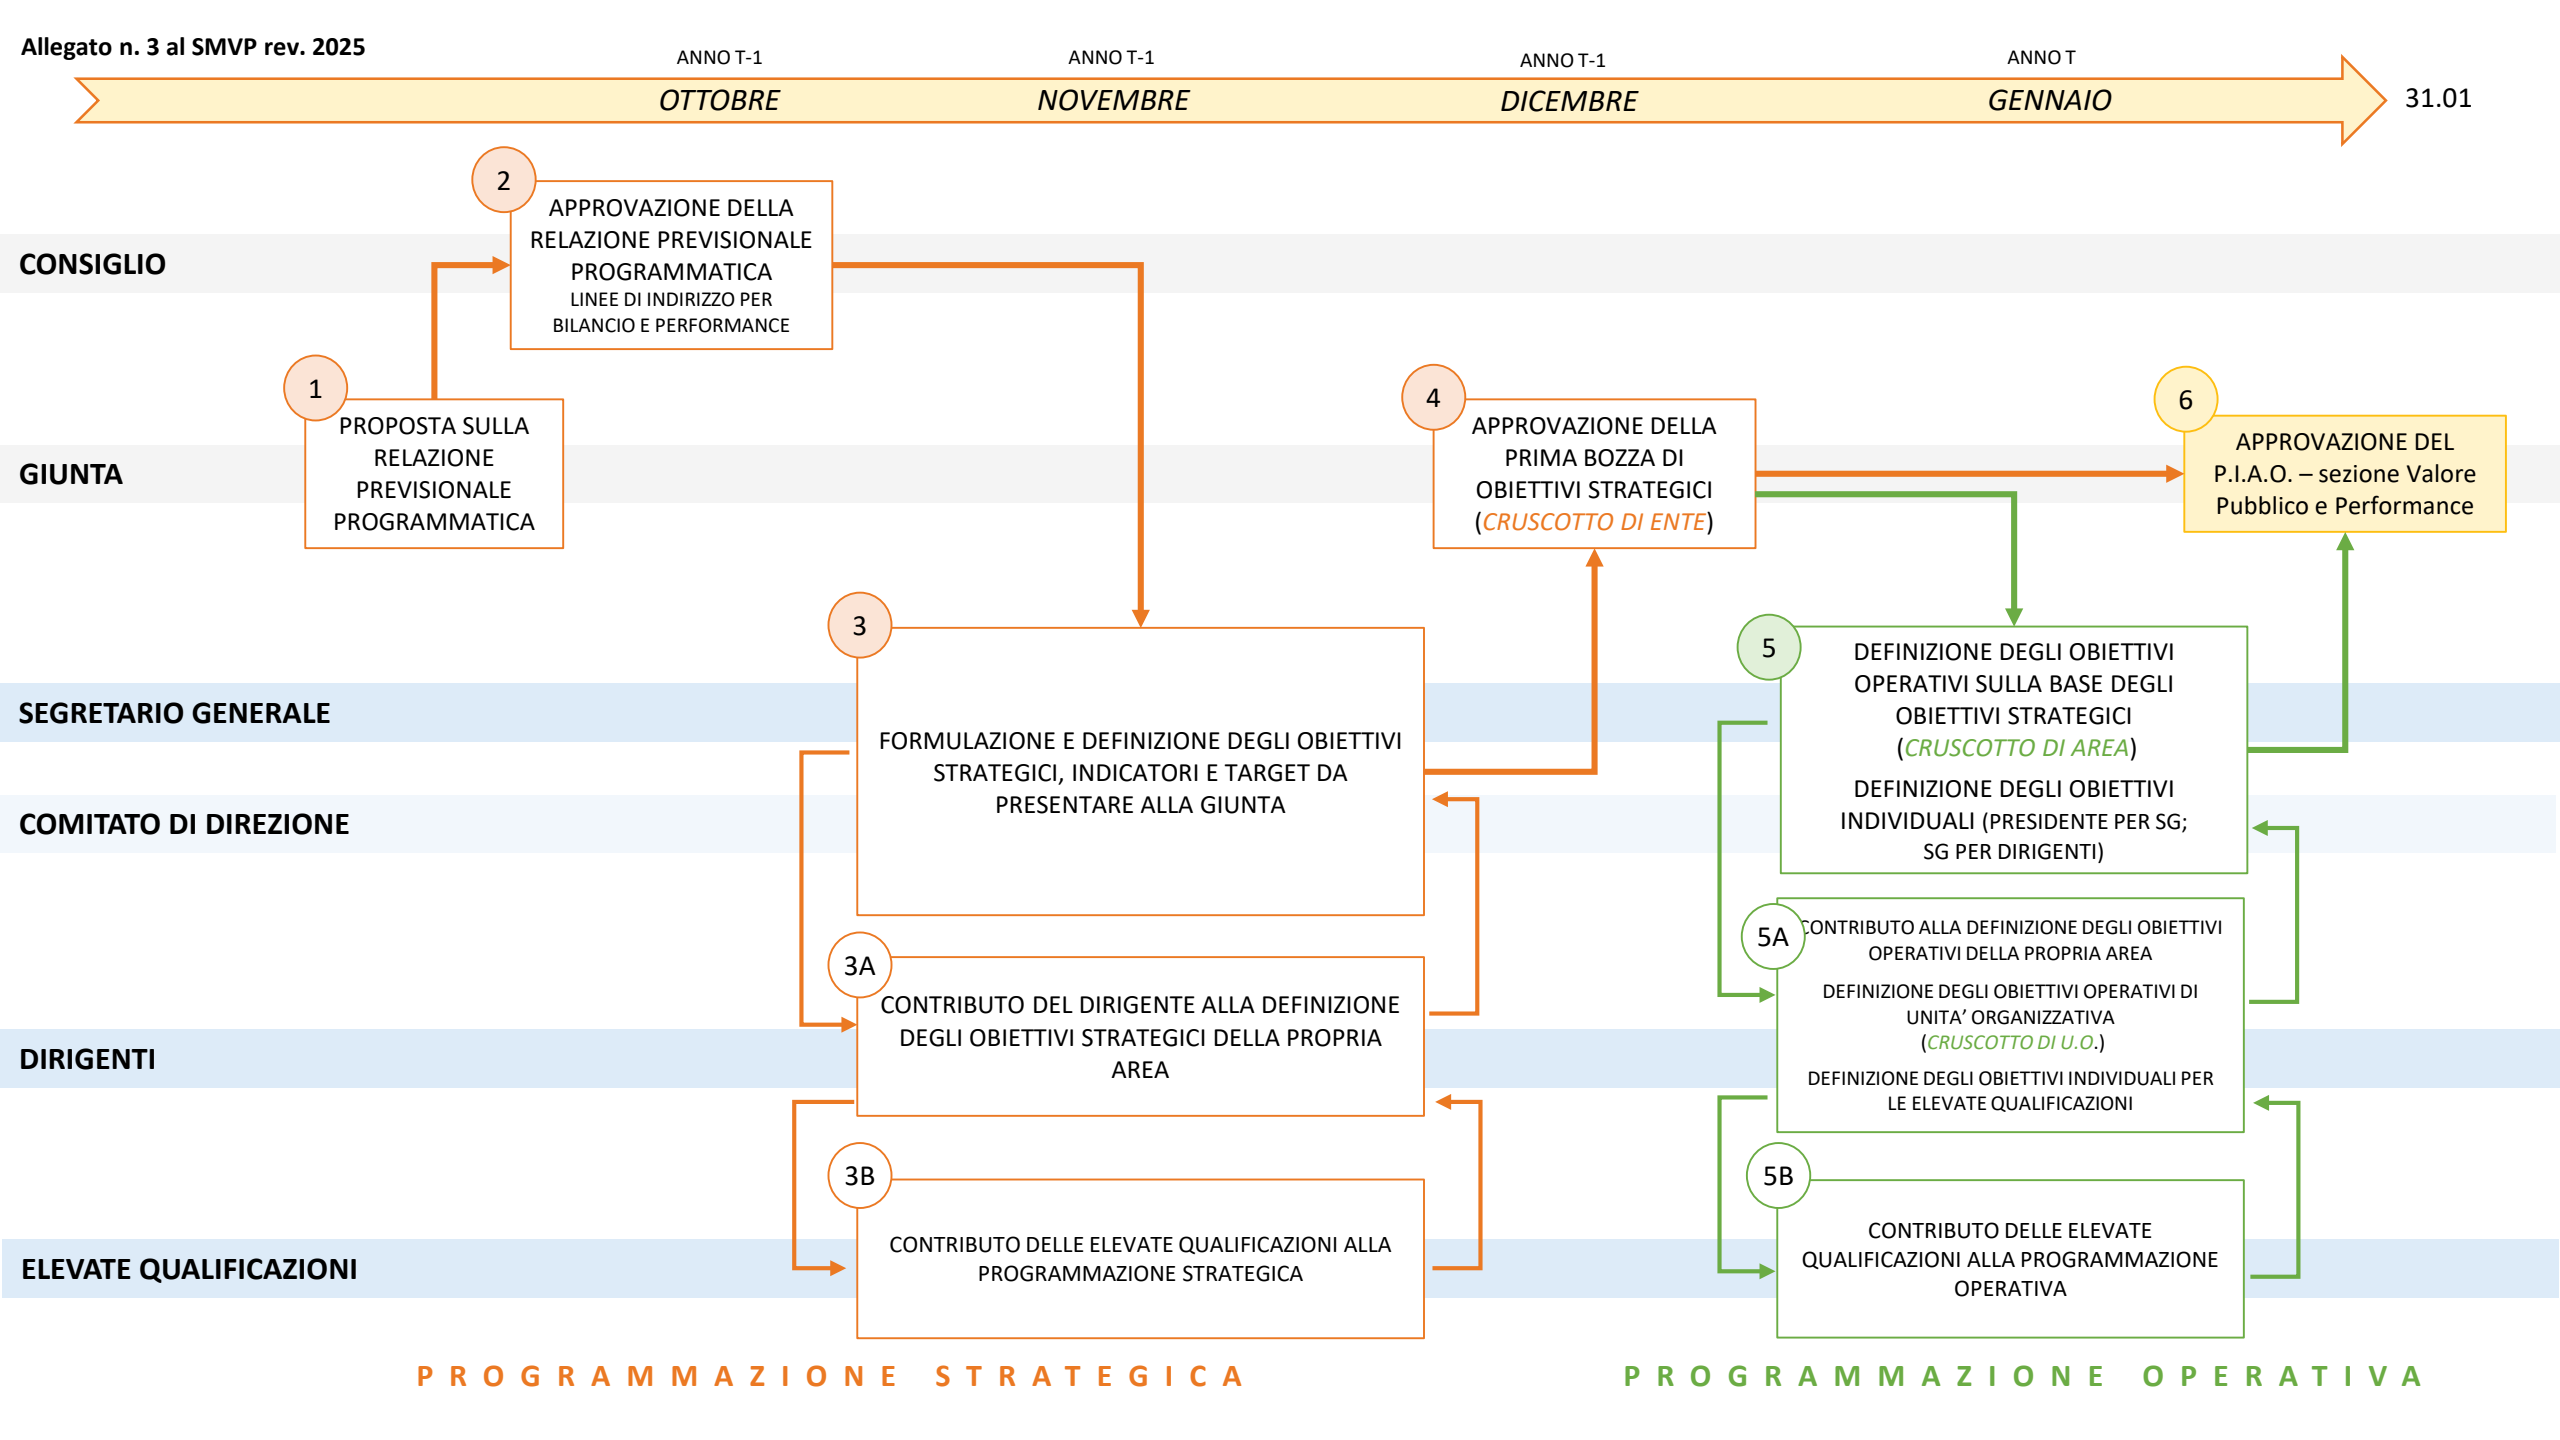 Allegato n. 3 al SMVP rev. 2025
ANNO T-1
ANNO T-1
ANNO T-1
ANNO T
OTTOBRE
NOVEMBRE
DICEMBRE
GENNAIO
31.01
2
APPROVAZIONE DELLA
RELAZIONE PREVISIONALE
PROGRAMMATICA
LINEE DI INDIRIZZO PER
BILANCIO E PERFORMANCE
CONSIGLIO
1
PROPOSTA SULLA
RELAZIONE
PREVISIONALE
PROGRAMMATICA
4
APPROVAZIONE DELLA
PRIMA BOZZA DI
OBIETTIVI STRATEGICI
(CRUSCOTTO DI ENTE)
6
APPROVAZIONE DEL
P.I.A.O. – sezione Valore
Pubblico e Performance
GIUNTA
3
FORMULAZIONE E DEFINIZIONE DEGLI OBIETTIVI
STRATEGICI, INDICATORI E TARGET DA
PRESENTARE ALLA GIUNTA
5
DEFINIZIONE DEGLI OBIETTIVI
OPERATIVI SULLA BASE DEGLI
OBIETTIVI STRATEGICI
(CRUSCOTTO DI AREA)
DEFINIZIONE DEGLI OBIETTIVI
INDIVIDUALI (PRESIDENTE PER SG;
SG PER DIRIGENTI)
SEGRETARIO GENERALE
COMITATO DI DIREZIONE
3A
CONTRIBUTO DEL DIRIGENTE ALLA DEFINIZIONE
DEGLI OBIETTIVI STRATEGICI DELLA PROPRIA
AREA
5A
CONTRIBUTO ALLA DEFINIZIONE DEGLI OBIETTIVI
OPERATIVI DELLA PROPRIA AREA
DEFINIZIONE DEGLI OBIETTIVI OPERATIVI DI
UNITA’ ORGANIZZATIVA
(CRUSCOTTO DI U.O.)
DEFINIZIONE DEGLI OBIETTIVI INDIVIDUALI PER
LE ELEVATE QUALIFICAZIONI
DIRIGENTI
3B
CONTRIBUTO DELLE ELEVATE QUALIFICAZIONI ALLA
PROGRAMMAZIONE STRATEGICA
5B
CONTRIBUTO DELLE ELEVATE
QUALIFICAZIONI ALLA PROGRAMMAZIONE
OPERATIVA
ELEVATE QUALIFICAZIONI
PROGRAMMAZIONE STRATEGICA
PROGRAMMAZIONE OPERATIVA